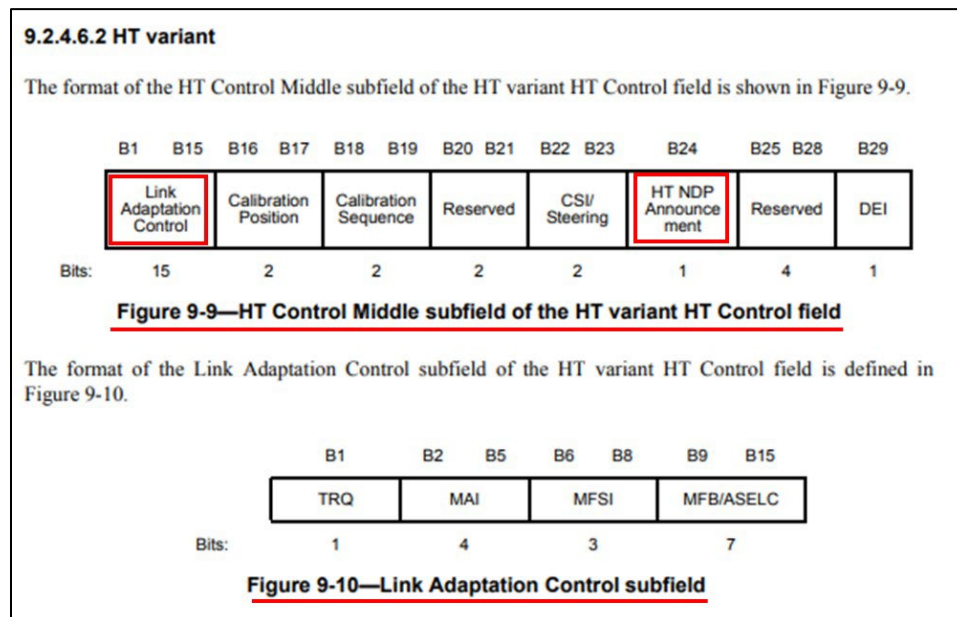 9.2.4.6.2 HT variant
The format of the HT Control Middle subfield of the HT variant HT Control field is shown in Figure 9-9.
B1 B15 B16 B17 B18 B19 B20 B21 B22 B23 B24 B25 B28 B29
Link Adaptation Control Calibration Position Calibration Sequence Reserved CSI/ Steering HT NDP Announce ment Reserved DEI
Bits: 15 2 2 2 2 1 4 1
Figure 9-9—HT Control Middle subfield of the HT variant HT Control field
The format of the Link Adaptation Control subfield of the HT variant HT Control field is defined in
Figure 9-10.
B1 B2 B5 B6 B8 B9 B15
TRQ MAI MFSI MFB/ASELC
Bits: 1 4 3 7
Figure 9-10—Link Adaptation Control subfield